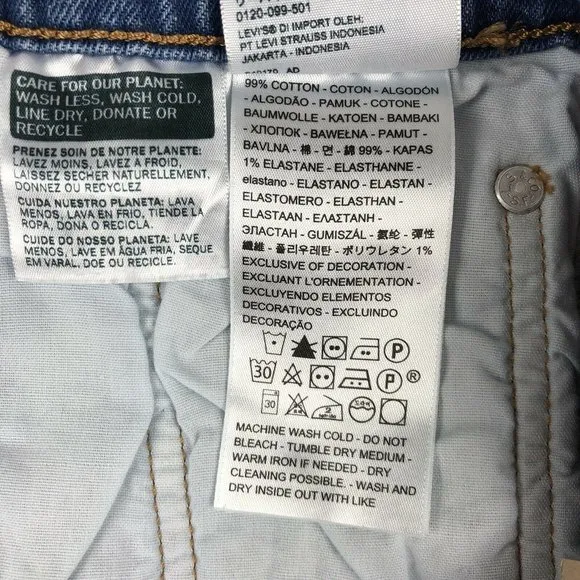 0120-099-501
LEVI'S® DI IMPORT OLEH:
PT LEVI STRAUSS INDONESIA
JAKARTA - INDONESIA
CARE FOR OUR PLANET:
WASH LESS, WASH COLD,
LINE DRY, DONATE OR
RECYCLE
PRENEZ SOIN DE NOTRE PLANETE:
LAVEZ MOINS, LAVEZ A FROID,
LAISSEZ SECHER NATURELLEMENT,
DONNEZ OU RECYCLEZ
CUIDA NUESTRO PLANETA: LAVA
MENOS, LAVA EN FRIO, TIENDE LA
ROPA, DONA O RECICLA.
CUIDE DO NOSSO PLANETA: LAVE
MENOS, LAVE EM ÁGUA FRIA, SEQUE
EM VARAL, DOE OU RECICLE.
99% COTTON - COTON - ALGODÓN
- ALGODÃO - PAMUK - COTONE -
BAUMWOLLE - KATOEN - BAMBAKI
- ХЛОПОК - BAWEŁNA - PAMUT -
BAVLNA - 棉 - 면 - 綿 99% - KAPAS
1% ELASTANE - ELASTHANNE -
elastano - ELASTANO - ELASTAN -
ELASTOMERO - ELASTHAN -
ELASTAAN - ΕΛΑΣΤΑΝΗ -
ЭЛАСТАН - GUMISZÁL - 氨纶 - 彈性
纖維 - 폴리우레탄 - ポリウレタン 1%
EXCLUSIVE OF DECORATION -
EXCLUANT L'ORNEMENTATION -
EXCLUYENDO ELEMENTOS
DECORATIVOS - EXCLUINDO
DECORAÇÃO
P
30 P ®
30
MACHINE WASH COLD - DO NOT
BLEACH - TUMBLE DRY MEDIUM -
WARM IRON IF NEEDED - DRY
CLEANING POSSIBLE. - WASH AND
DRY INSIDE OUT WITH LIKE